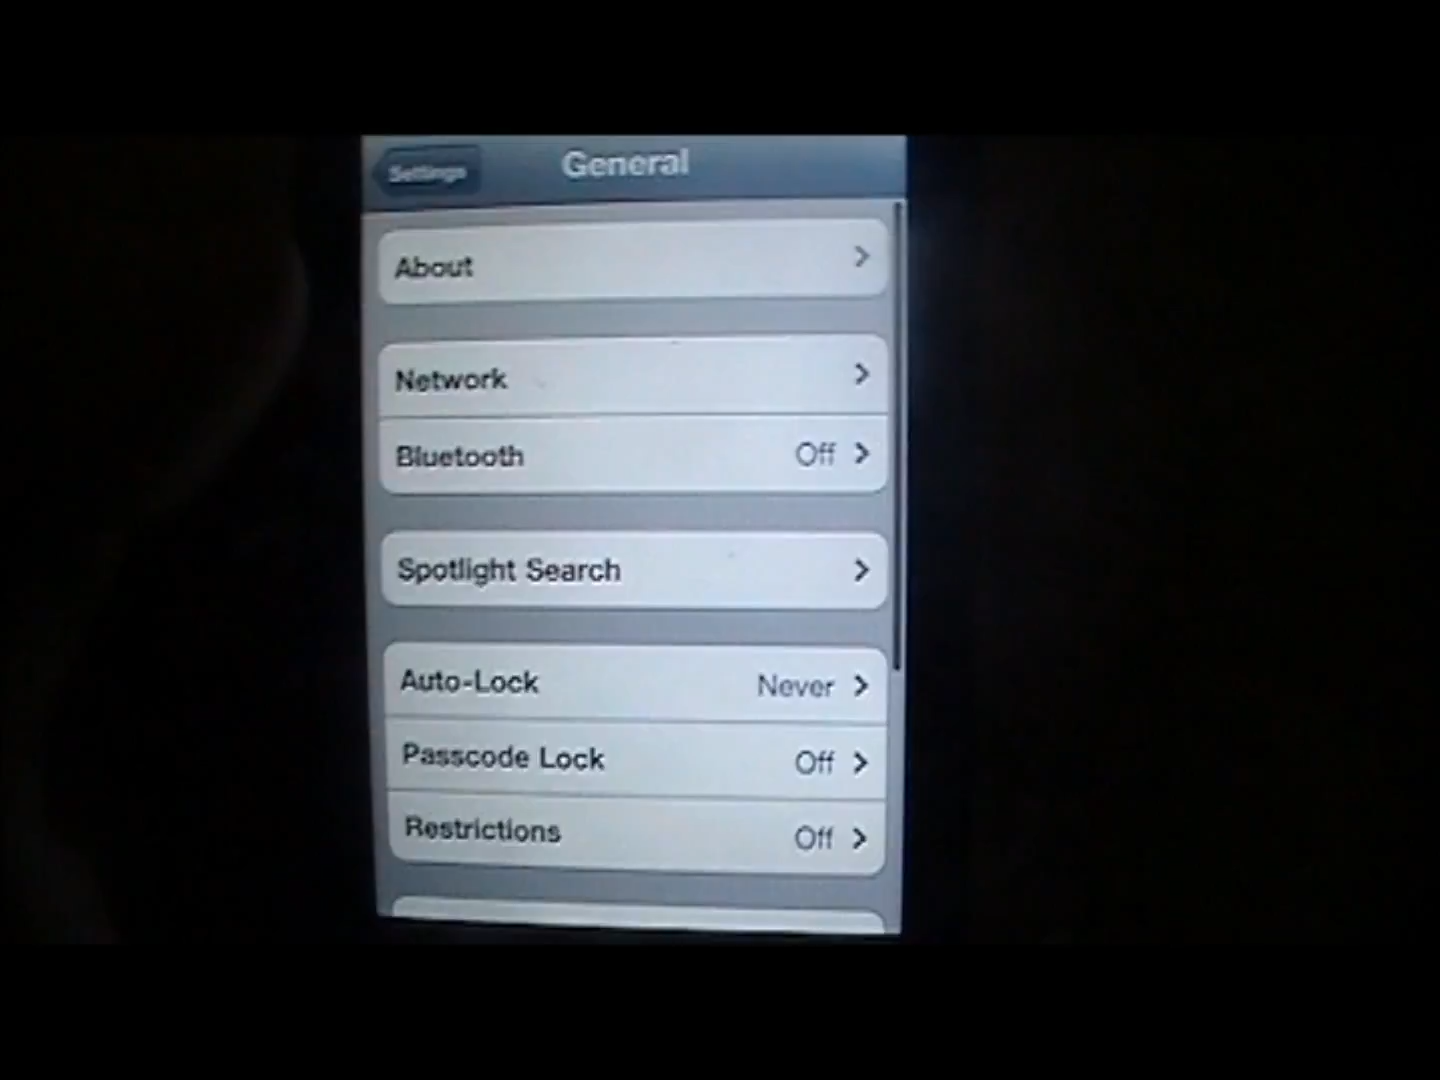 Settings
General
About
Network
Bluetooth Off
Spotlight Search
Auto-Lock Never
Passcode Lock Off
Restrictions Off